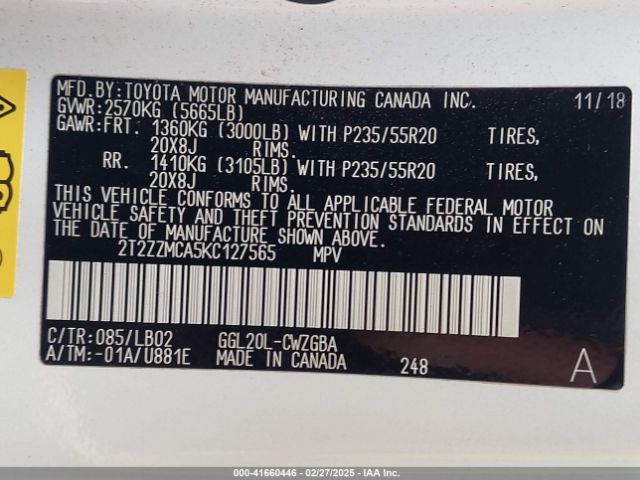 MFD.BY:TOYOTA MOTOR MANUFACTURING CANADA INC. 11/18
GVWR:2570KG (5665LB)
GAWR:FRT. 1360KG (3000LB) WITH P235/55R20 TIRES,
20X8J RIMS.
RR. 1410KG (3105LB) WITH P235/55R20 TIRES,
20X8J RIMS.
THIS VEHICLE CONFORMS TO ALL APPLICABLE FEDERAL MOTOR
VEHICLE SAFETY AND THEFT PREVENTION STANDARDS IN EFFECT ON
THE DATE OF MANUFACTURE SHOWN ABOVE.
2T2ZZMCA5KC127565 MPV
C/TR:085/LB02 GGL20L-CWZGBA
A/TM:-01A/U881E MADE IN CANADA 248 A
000-41660446 - 02/27/2025 - IAA Inc.